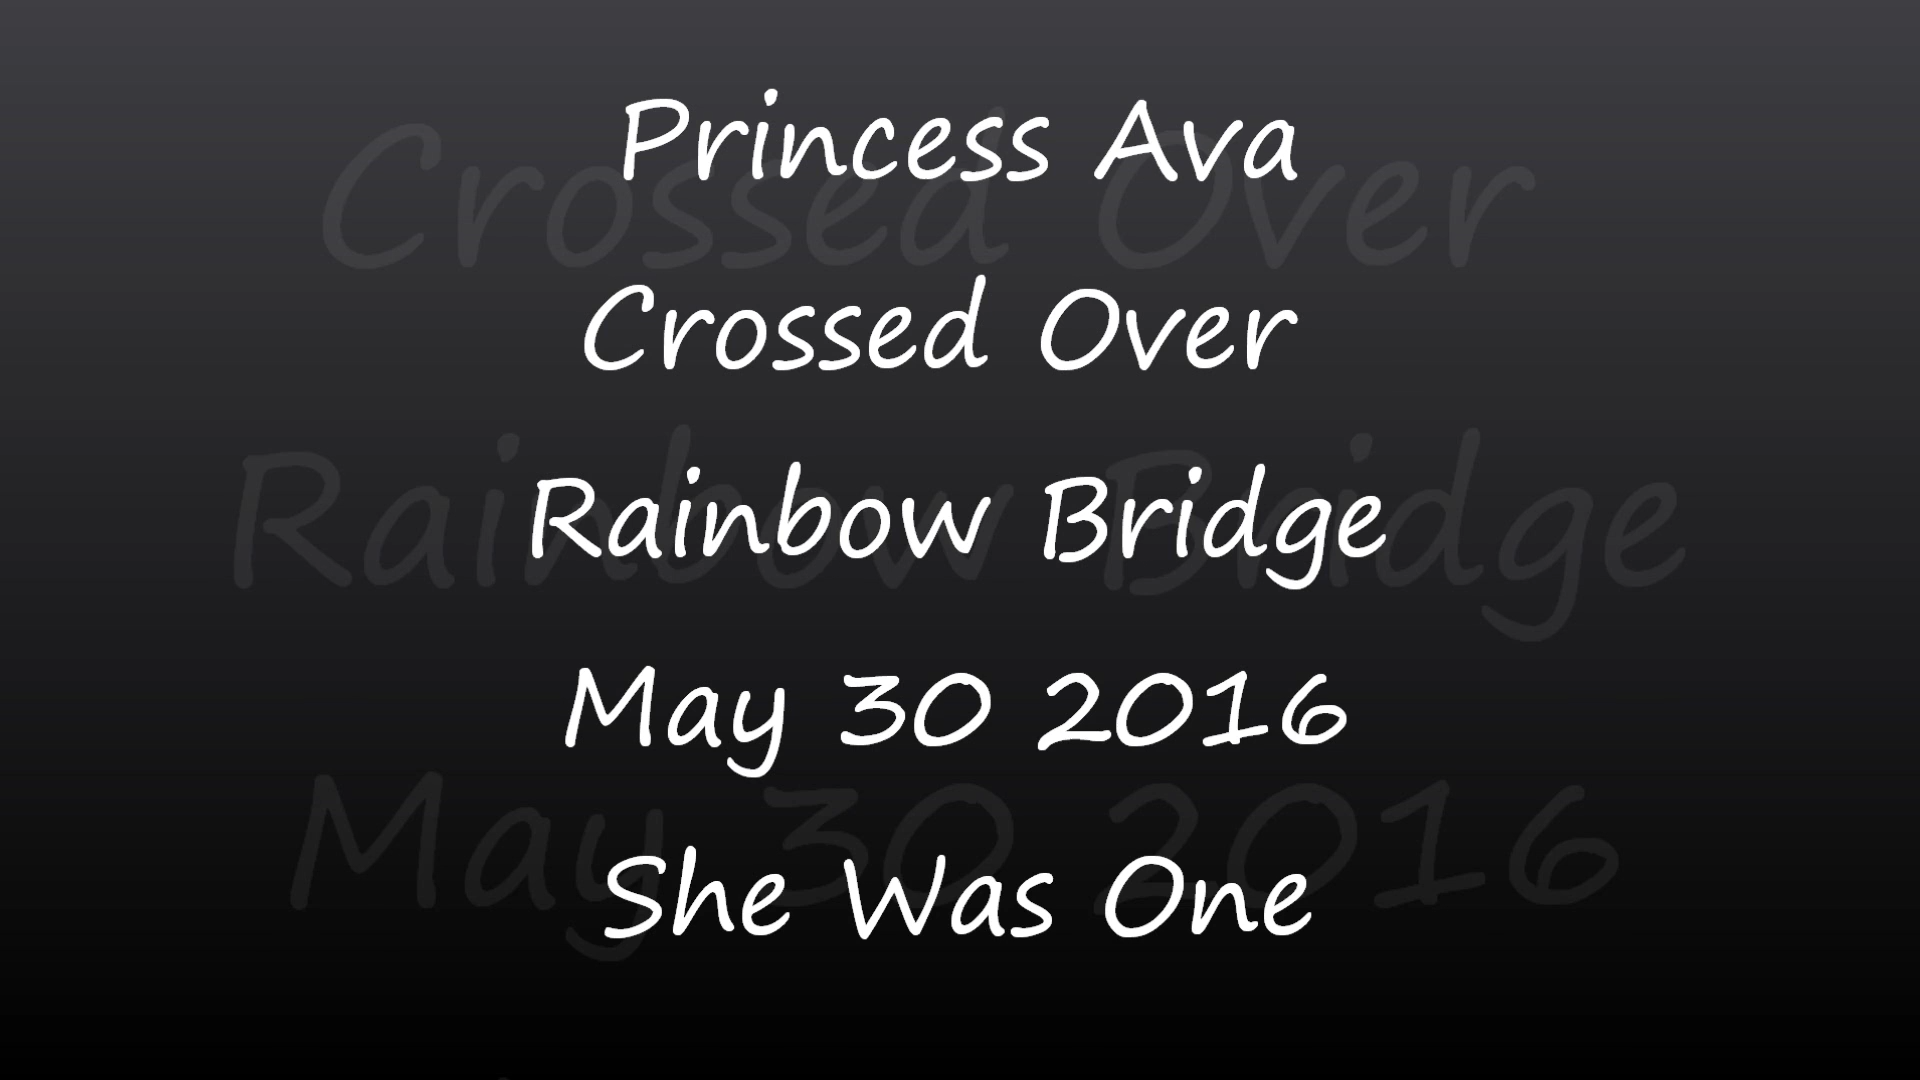 Princess Ava
Crossed Over
Rainbow Bridge
May 30 2016
She Was One